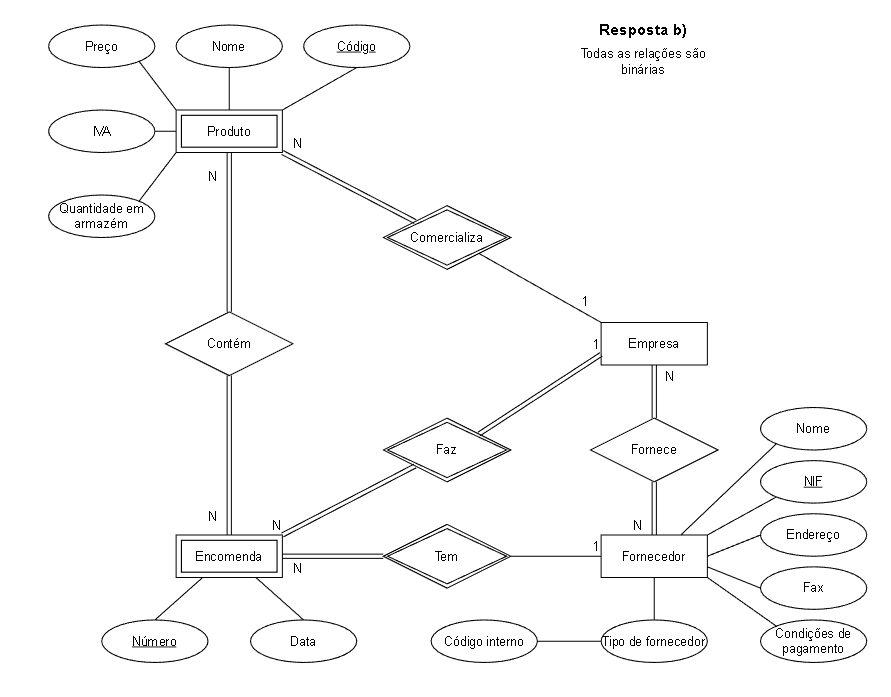 Resposta b)
Todas as relações são
binárias
Preço
Nome
Código
IVA
Produto
Quantidade em
armazém
N
N
Comercializa
1
Contém
1
Empresa
N
Faz
Fornece
Nome
NIF
N
N
N
1
N
Encomenda
Tem
Fornecedor
Endereço
Fax
Número
Data
Código interno
Tipo de fornecedor
Condições de
pagamento